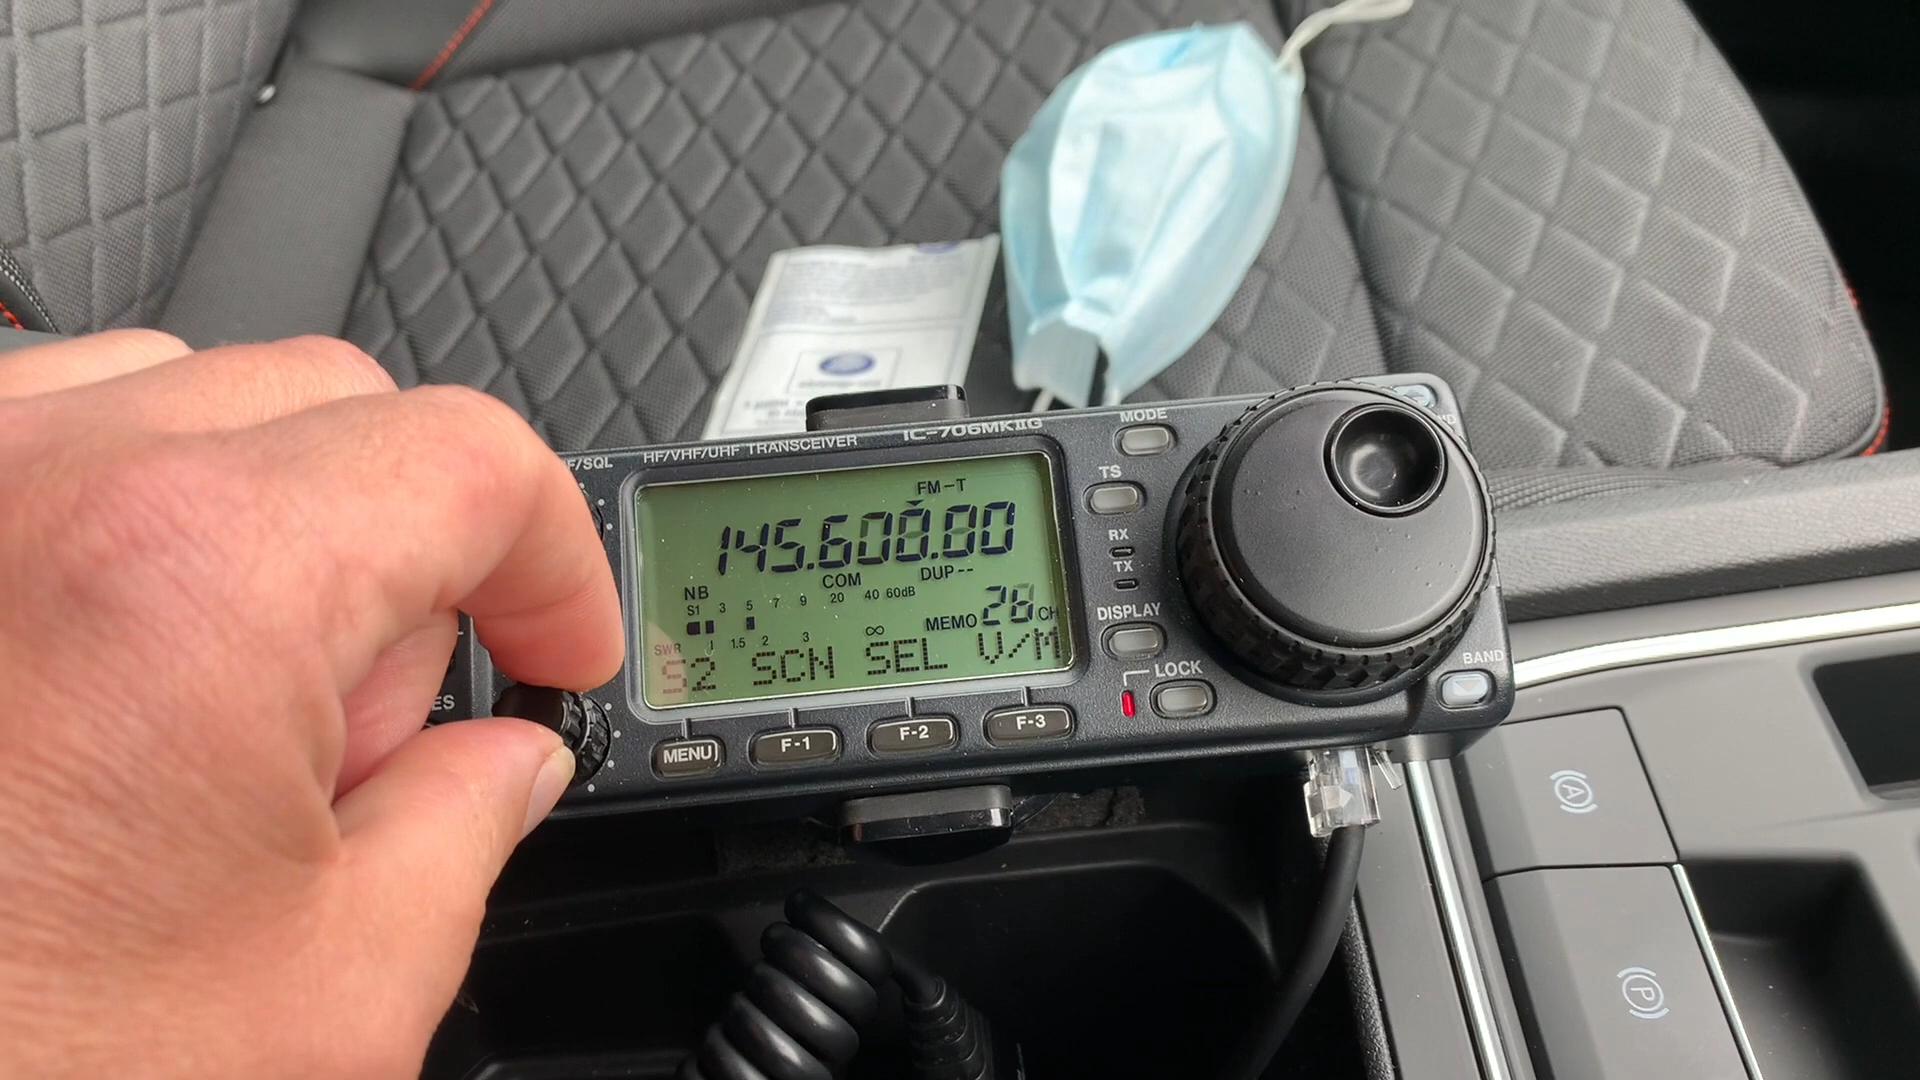 F/SQL
HF/VHF/UHF TRANSCEIVER
IC-706MKIIG
MODE
TS
FM-T
145.600.00
COM
DUP--
RX
TX
NB
S1 3 5 7 9 20 40 60dB
MEMO
CH
DISPLAY
SWR 1 1.5 2 3 ∞
S2 SCN SEL V/M
LOCK
BAND
ES
MENU
F-1
F-2
F-3
A
P